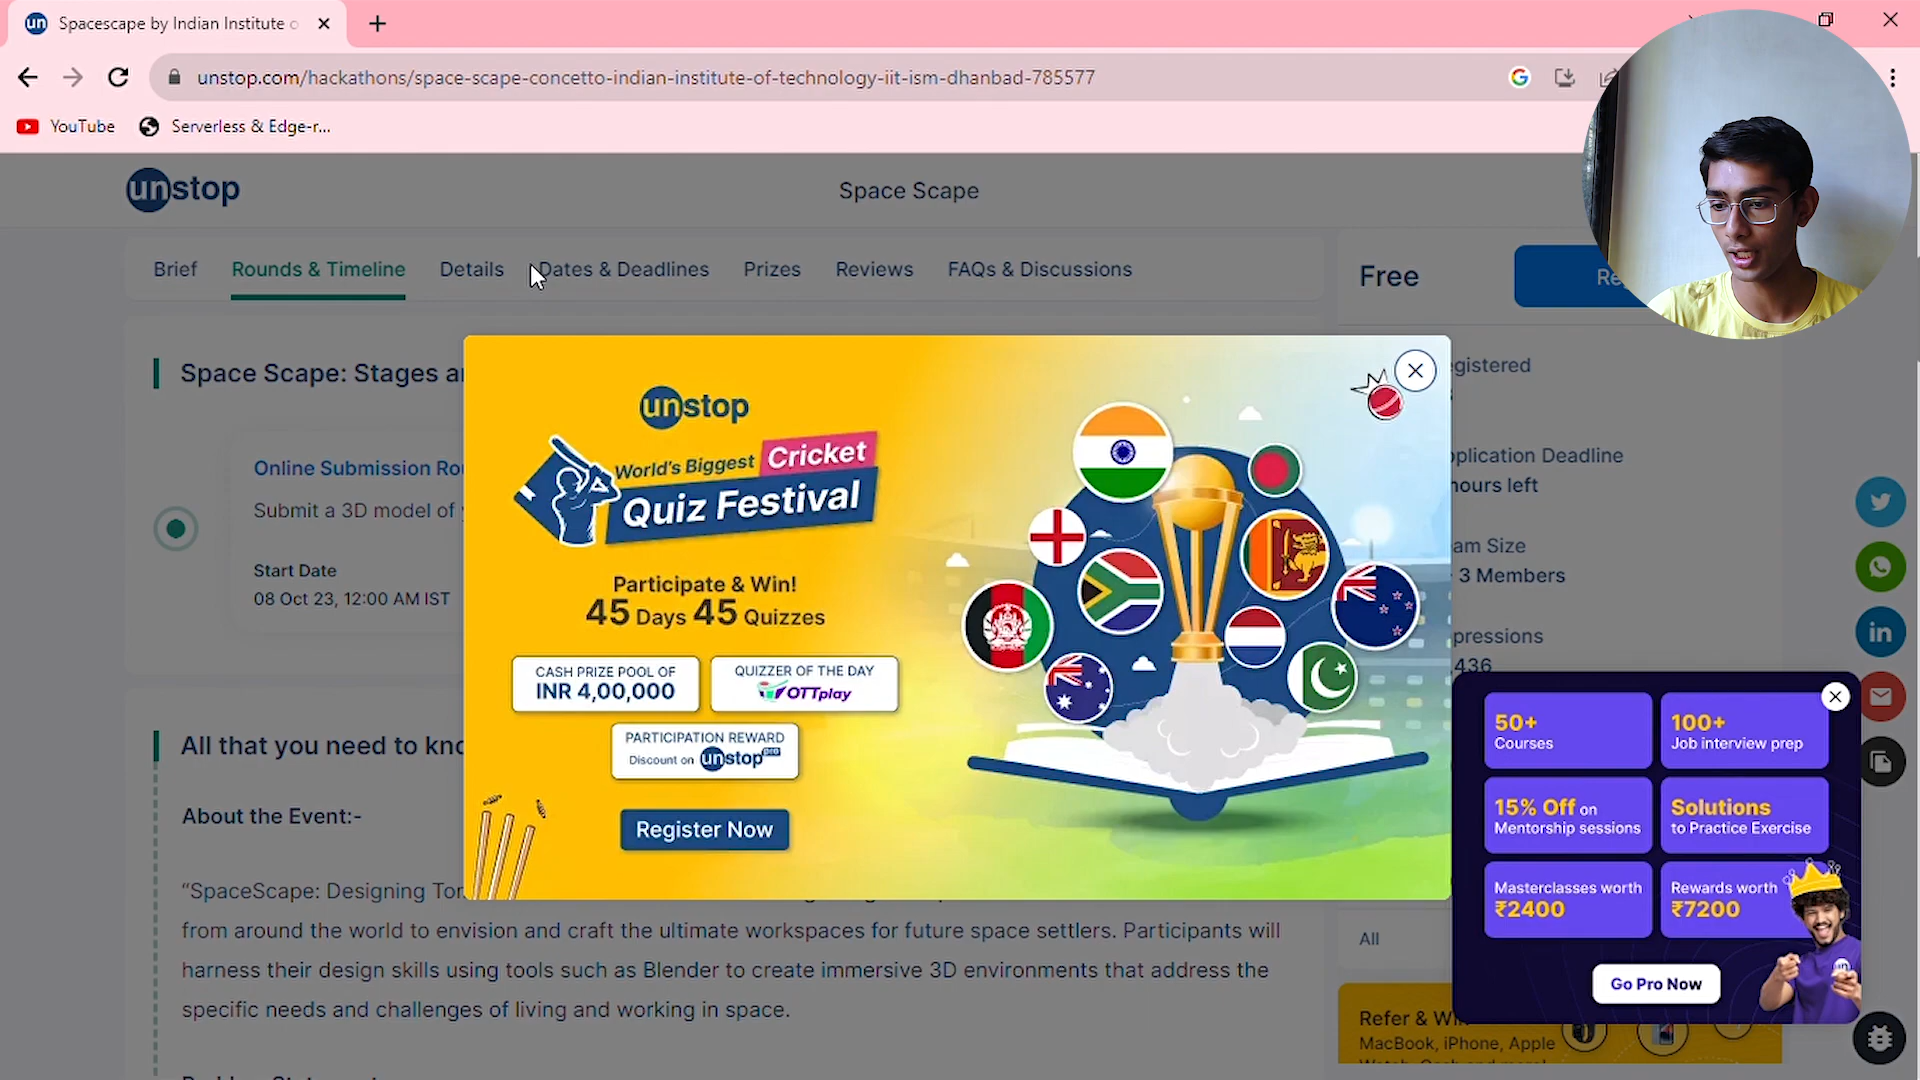 Spacescape by Indian Institute
unstop.com/hackathons/space-scape-concetto-indian-institute-of-technology-iit-ism-dhanbad-785577
YouTube
Serverless & Edge-r...
unstop
Space Scape
Brief
Rounds & Timeline
Details
Dates & Deadlines
Prizes
Reviews
FAQs & Discussions
Free
Space Scape: Stages
Online Submission
Submit a 3D model of
Start Date
08 Oct 23, 12:00 AM IST
unstop
World's Biggest Cricket
Quiz Festival
Participate & Win!
45 Days 45 Quizzes
CASH PRIZE POOL OF
INR 4,00,000
QUIZZER OF THE DAY
OTTplay
PARTICIPATION REWARD
Discount on unstop pro
Register Now
egistered
pplication Deadline
hours left
am Size
3 Members
pressions
436
All that you need to
About the Event:-
“SpaceScape: Designing
from around the world to envision and craft the ultimate workspaces for future space settlers. Participants will
harness their design skills using tools such as Blender to create immersive 3D environments that address the
specific needs and challenges of living and working in space.
50+
Courses
100+
Job interview prep
15% Off on
Mentorship sessions
Solutions
to Practice Exercise
Masterclasses worth
₹2400
Rewards worth
₹7200
Go Pro Now
un
All
Refer &
MacBook, iPhone, Apple